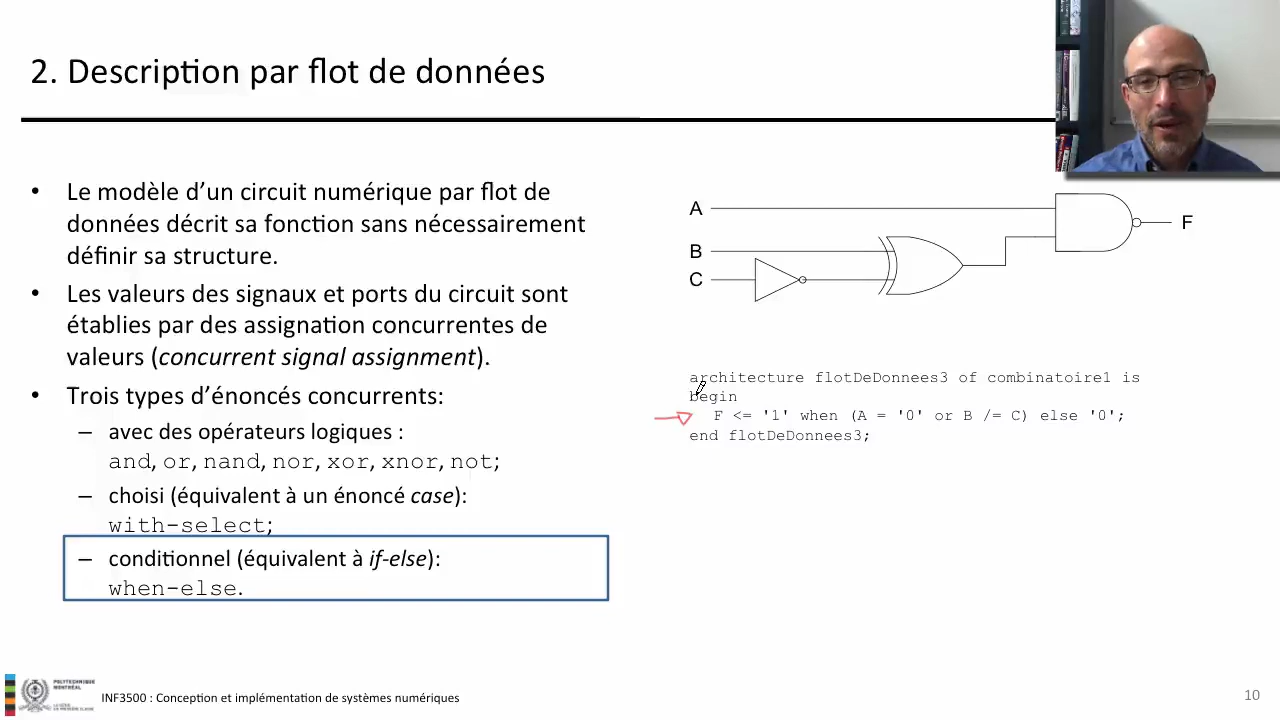 2. Description par flot de données
• Le modèle d’un circuit numérique par flot de
données décrit sa fonction sans nécessairement
définir sa structure.
• Les valeurs des signaux et ports du circuit sont
établies par des assignation concurrentes de
valeurs (concurrent signal assignment).
• Trois types d’énoncés concurrents:
– avec des opérateurs logiques :
and, or, nand, nor, xor, xnor, not;
– choisi (équivalent à un énoncé case):
with-select;
– conditionnel (équivalent à if-else):
when-else.
A
B
C
F
architecture flotDeDonnees3 of combinatoire1 is
begin
F <= '1' when (A = '0' or B /= C) else '0';
end flotDeDonnees3;
POLYTECHNIQUE
MONTRÉAL
INF3500 : Conception et implémentation de systèmes numériques
10